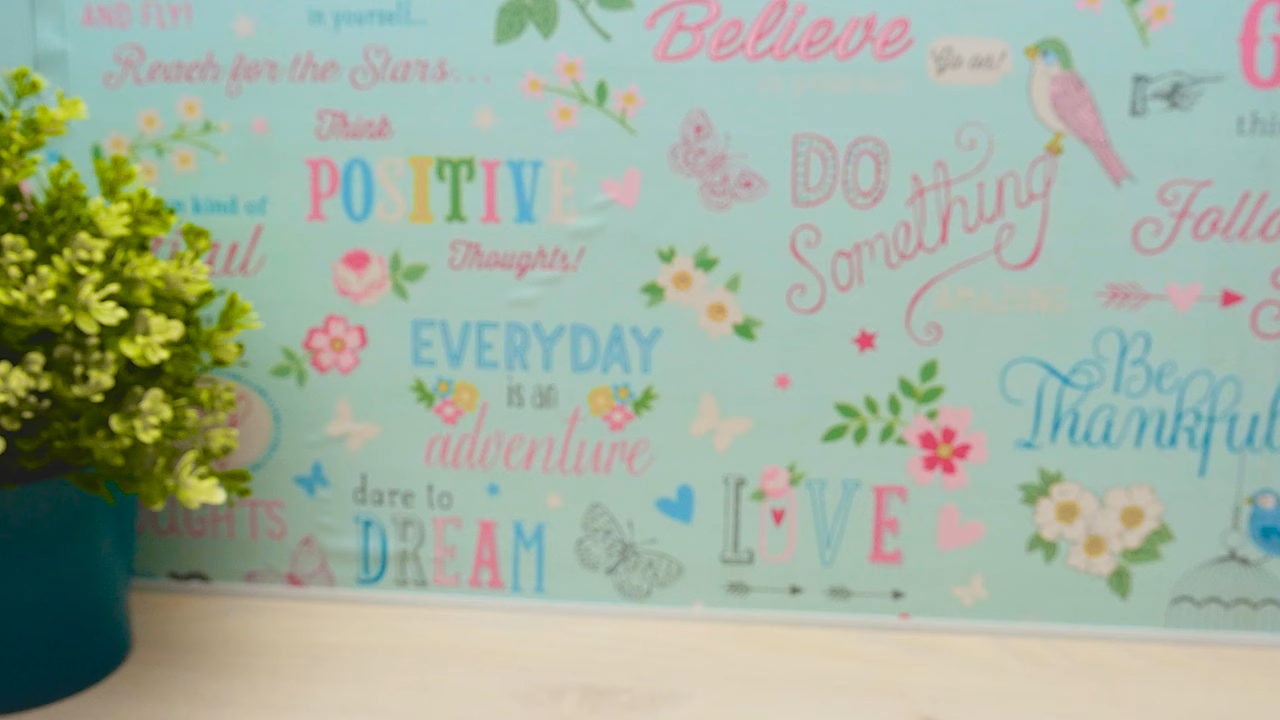 AND FLY!
in yourself...
Reach for the Stars...
Believe
Go on!
Think
POSITIVE
Thoughts!
DO
Something
AMAZING
kind of
EVERYDAY
is an
adventure
Be
Thankful
dare to
DREAM
LOVE